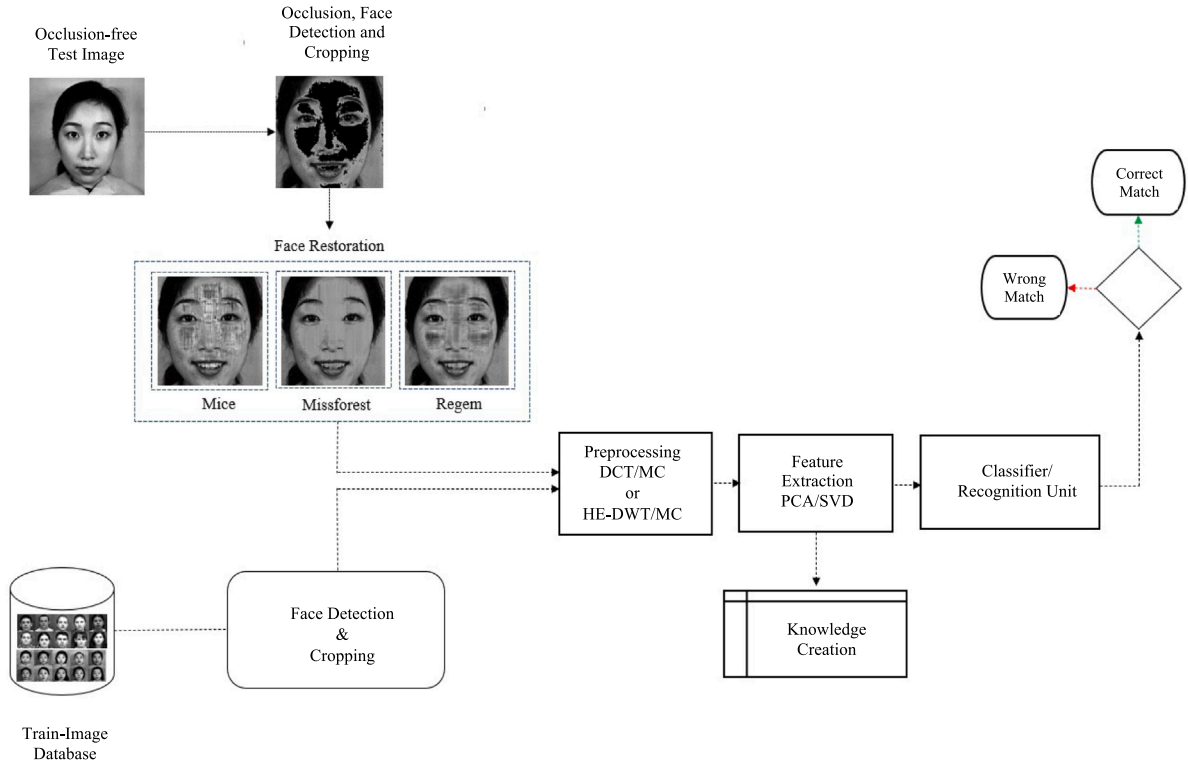 Occlusion-free
Test Image
Occlusion, Face
Detection and
Cropping
Face Restoration
Mice
Missforest
Regem
Correct
Match
Wrong
Match
Preprocessing
DCT/MC
or
HE-DWT/MC
Feature
Extraction
PCA/SVD
Classifier/
Recognition Unit
Face Detection
&
Cropping
Knowledge
Creation
Train-Image
Database